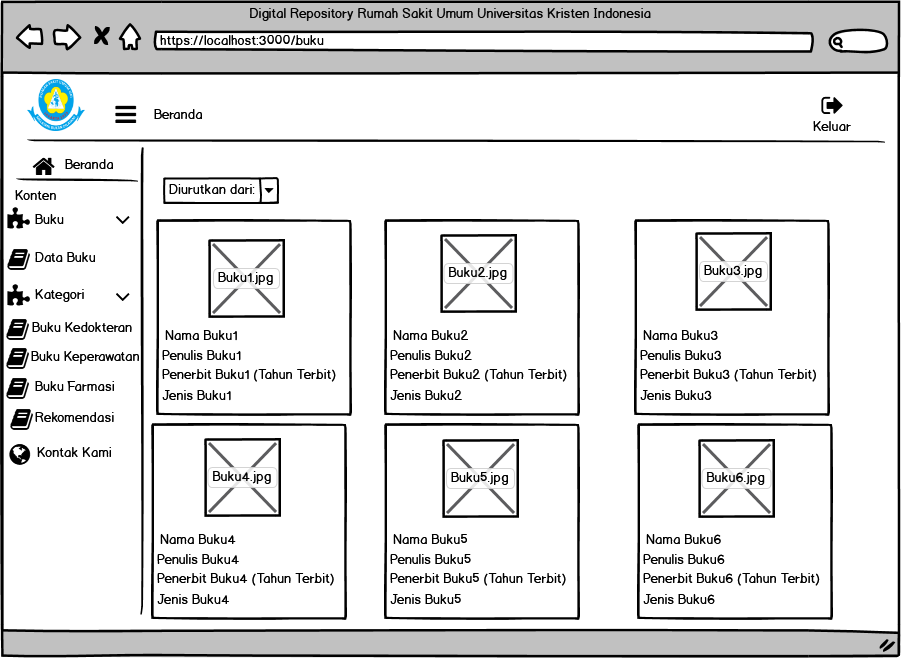 Digital Repository Rumah Sakit Umum Universitas Kristen Indonesia
https://localhost:3000/buku
Beranda
Keluar
Beranda
Konten
Buku
Data Buku
Kategori
Buku Kedokteran
Buku Keperawatan
Buku Farmasi
Rekomendasi
Kontak Kami
Diurutkan dari:
Buku1.jpg
Nama Buku1
Penulis Buku1
Penerbit Buku1 (Tahun Terbit)
Jenis Buku1
Buku2.jpg
Nama Buku2
Penulis Buku2
Penerbit Buku2 (Tahun Terbit)
Jenis Buku2
Buku3.jpg
Nama Buku3
Penulis Buku3
Penerbit Buku3 (Tahun Terbit)
Jenis Buku3
Buku4.jpg
Nama Buku4
Penulis Buku4
Penerbit Buku4 (Tahun Terbit)
Jenis Buku4
Buku5.jpg
Nama Buku5
Penulis Buku5
Penerbit Buku5 (Tahun Terbit)
Jenis Buku5
Buku6.jpg
Nama Buku6
Penulis Buku6
Penerbit Buku6 (Tahun Terbit)
Jenis Buku6